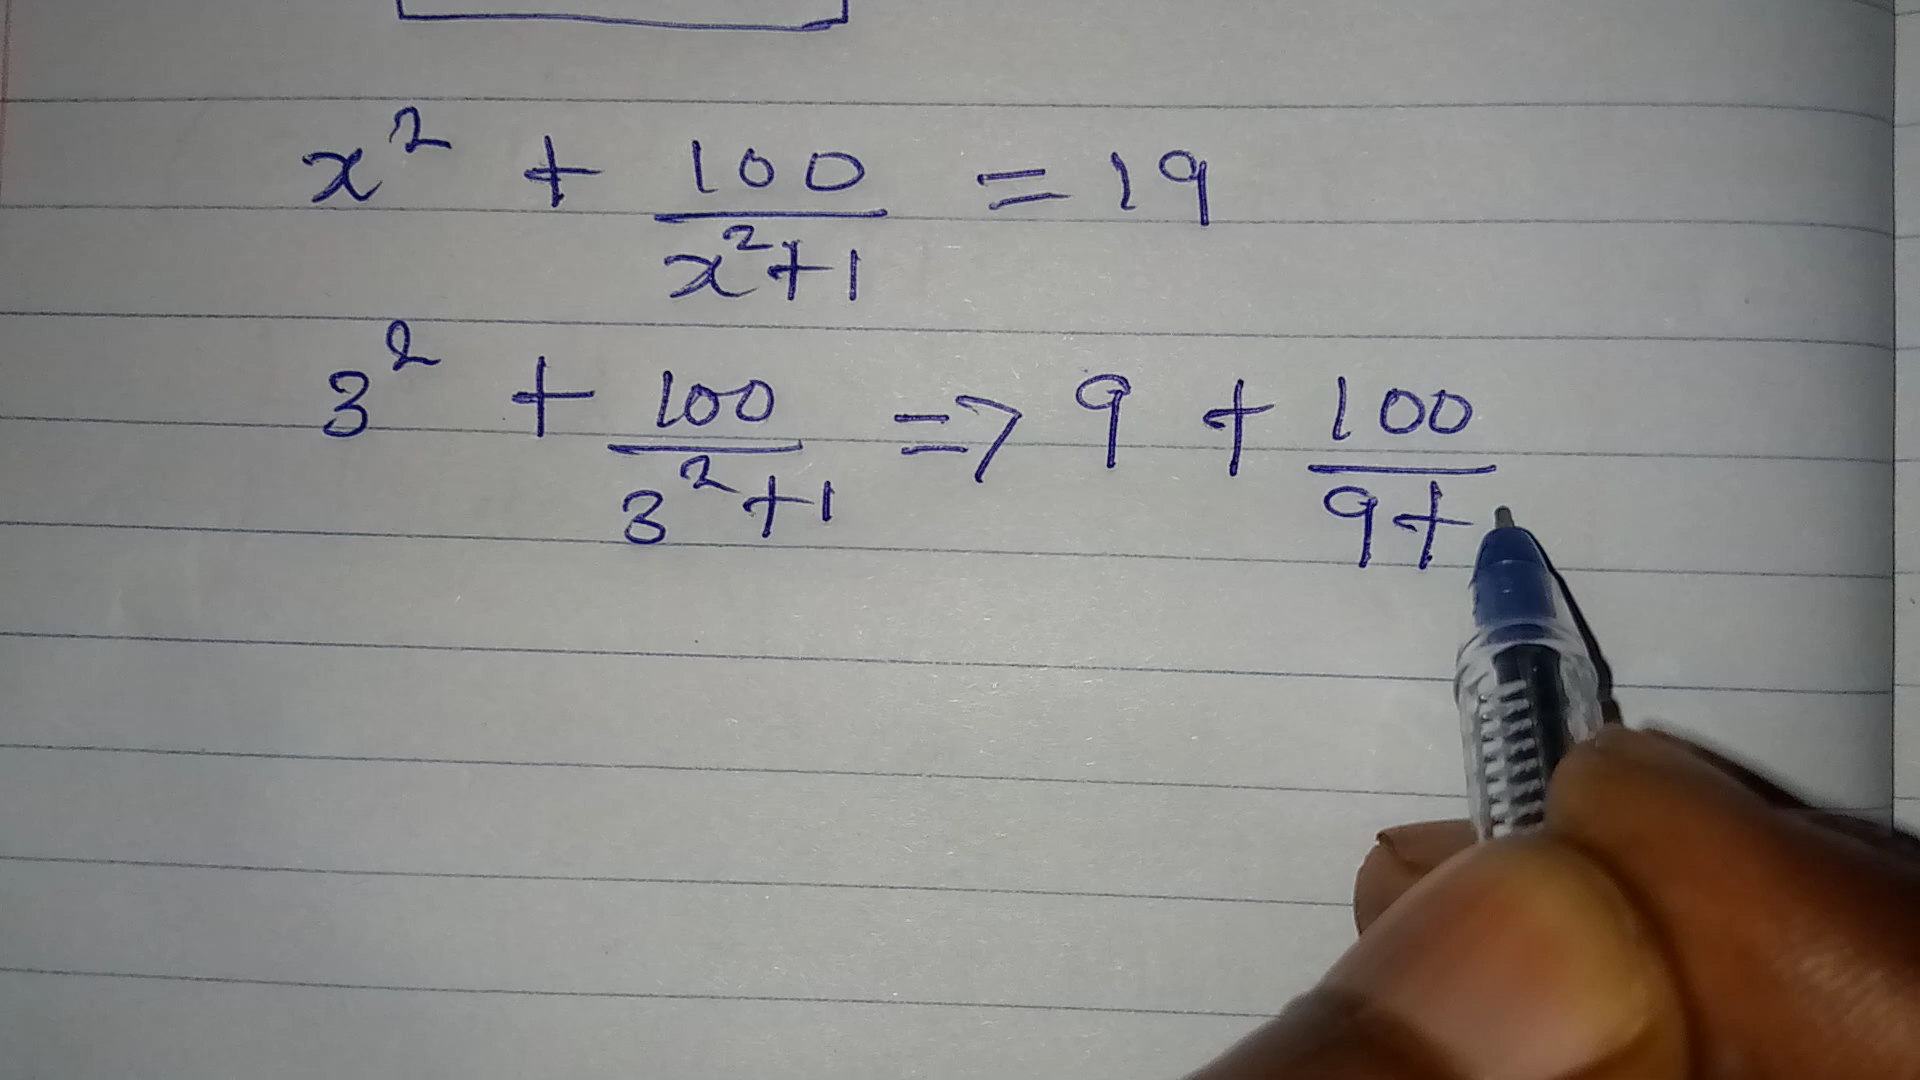 x² + 100/(x²+1) = 19
3² + 100/(3²+1) => 9 + 100/(9+